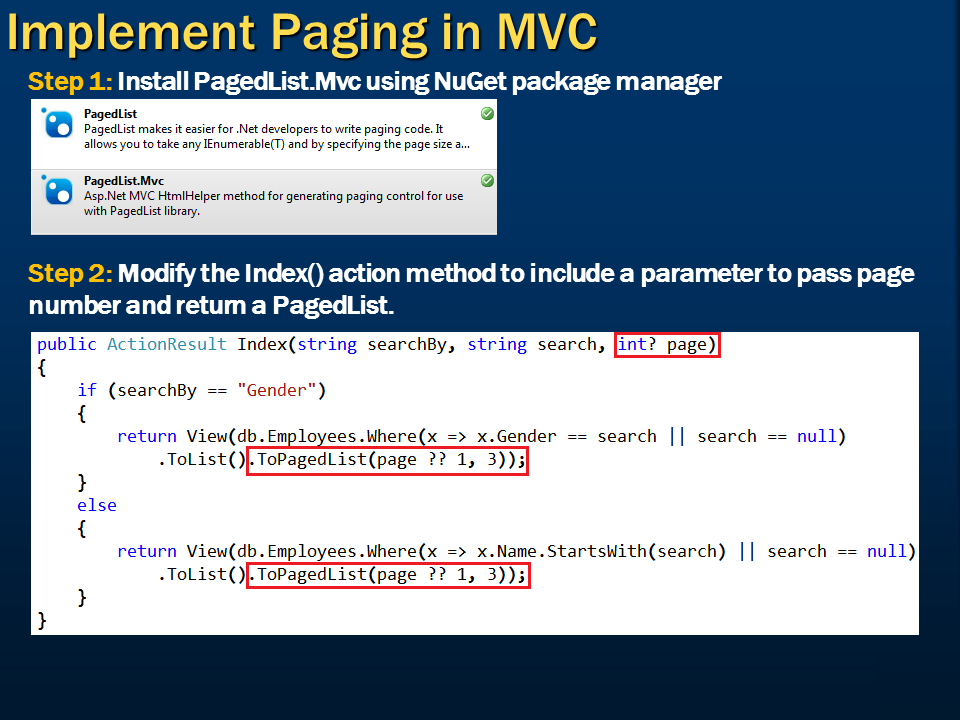 Implement Paging in MVC
Step 1: Install PagedList.Mvc using NuGet package manager
PagedList
PagedList makes it easier for .Net developers to write paging code. It
allows you to take any IEnumerable(T) and by specifying the page size a...
PagedList.Mvc
Asp.Net MVC HtmlHelper method for generating paging control for use
with PagedList library.
Step 2: Modify the Index() action method to include a parameter to pass page
number and return a PagedList.
public ActionResult Index(string searchBy, string search, int? page)
{
if (searchBy == "Gender")
{
return View(db.Employees.Where(x => x.Gender == search || search == null)
.ToList().ToPagedList(page ?? 1, 3));
}
else
{
return View(db.Employees.Where(x => x.Name.StartsWith(search) || search == null)
.ToList().ToPagedList(page ?? 1, 3));
}
}